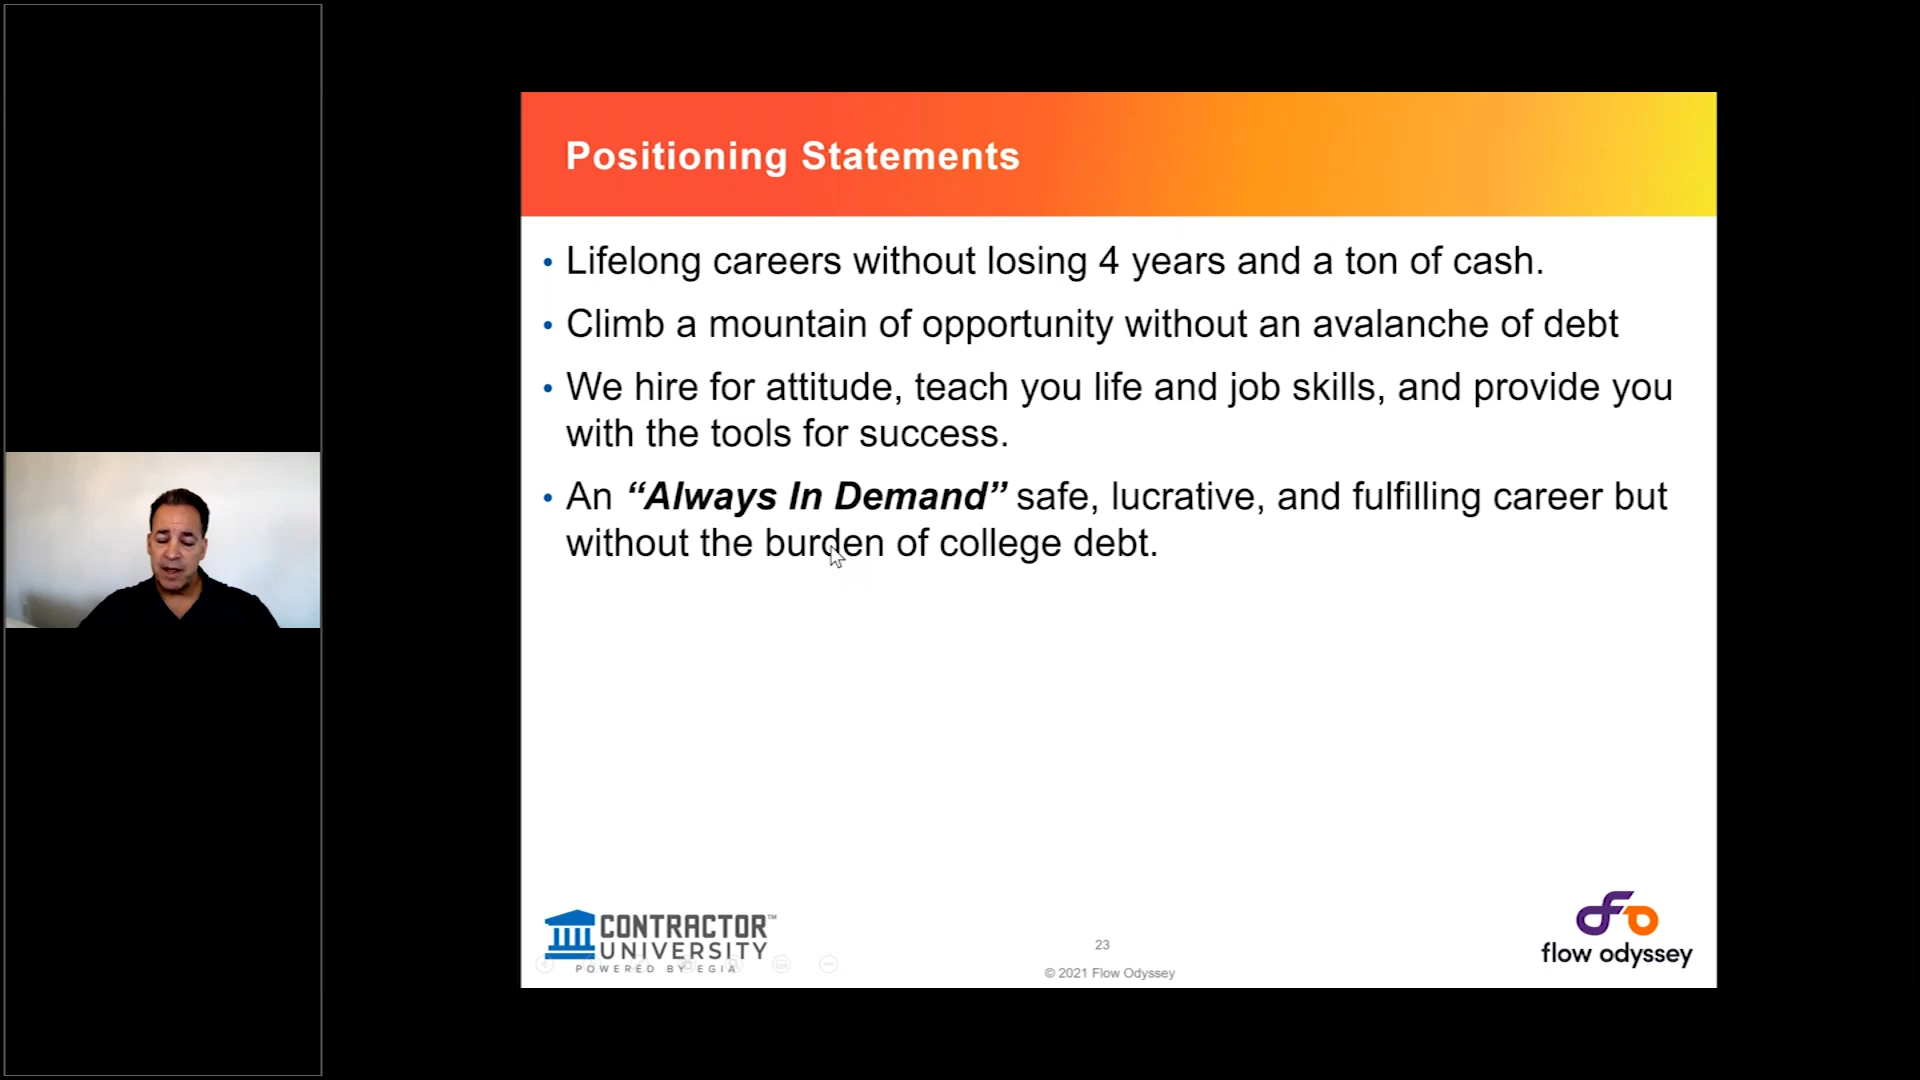 Positioning Statements
• Lifelong careers without losing 4 years and a ton of cash.
• Climb a mountain of opportunity without an avalanche of debt
• We hire for attitude, teach you life and job skills, and provide you
with the tools for success.
• An “Always In Demand” safe, lucrative, and fulfilling career but
without the burden of college debt.
CONTRACTOR™
UNIVERSITY
POWERED BY EGIA
23
© 2021 Flow Odyssey
flow odyssey